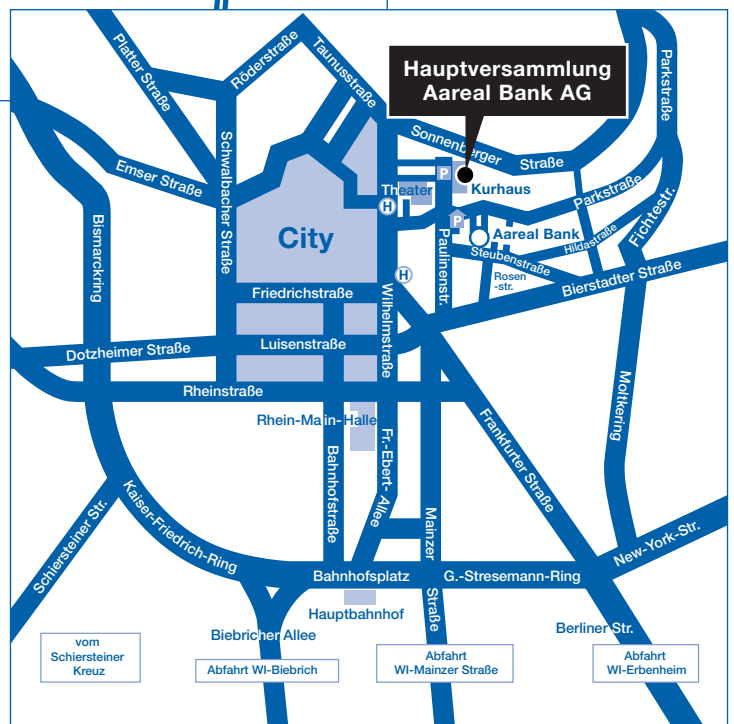 Platter Straße
Röderstraße
Taunusstraße
Hauptversammlung
Aareal Bank AG
Parkstraße
Sonnenberger
Straße
Emser Straße
Schwalbacher Straße
Theater
P
Kurhaus
H
Parkstraße
P
Fichtestr.
Bismarckring
City
Paulinenstr.
Aareal Bank
Hildastraße
Steubenstraße
H
Rosen
-str.
Bierstadter Straße
Friedrichstraße
Wilhelmstraße
Dotzheimer Straße
Luisenstraße
Rheinstraße
Moltkering
Rhein-Main-Halle
Frankfurter Straße
Bahnhofstraße
Fr.-Ebert-
Allee
Mainzer
Straße
Kaiser-Friedrich-Ring
Schiersteiner Str.
New-York-Str.
Bahnhofsplatz
G.-Stresemann-Ring
Hauptbahnhof
Biebricher Allee
Berliner Str.
vom
Schiersteiner
Kreuz
Abfahrt WI-Biebrich
Abfahrt
WI-Mainzer Straße
Abfahrt
WI-Erbenheim